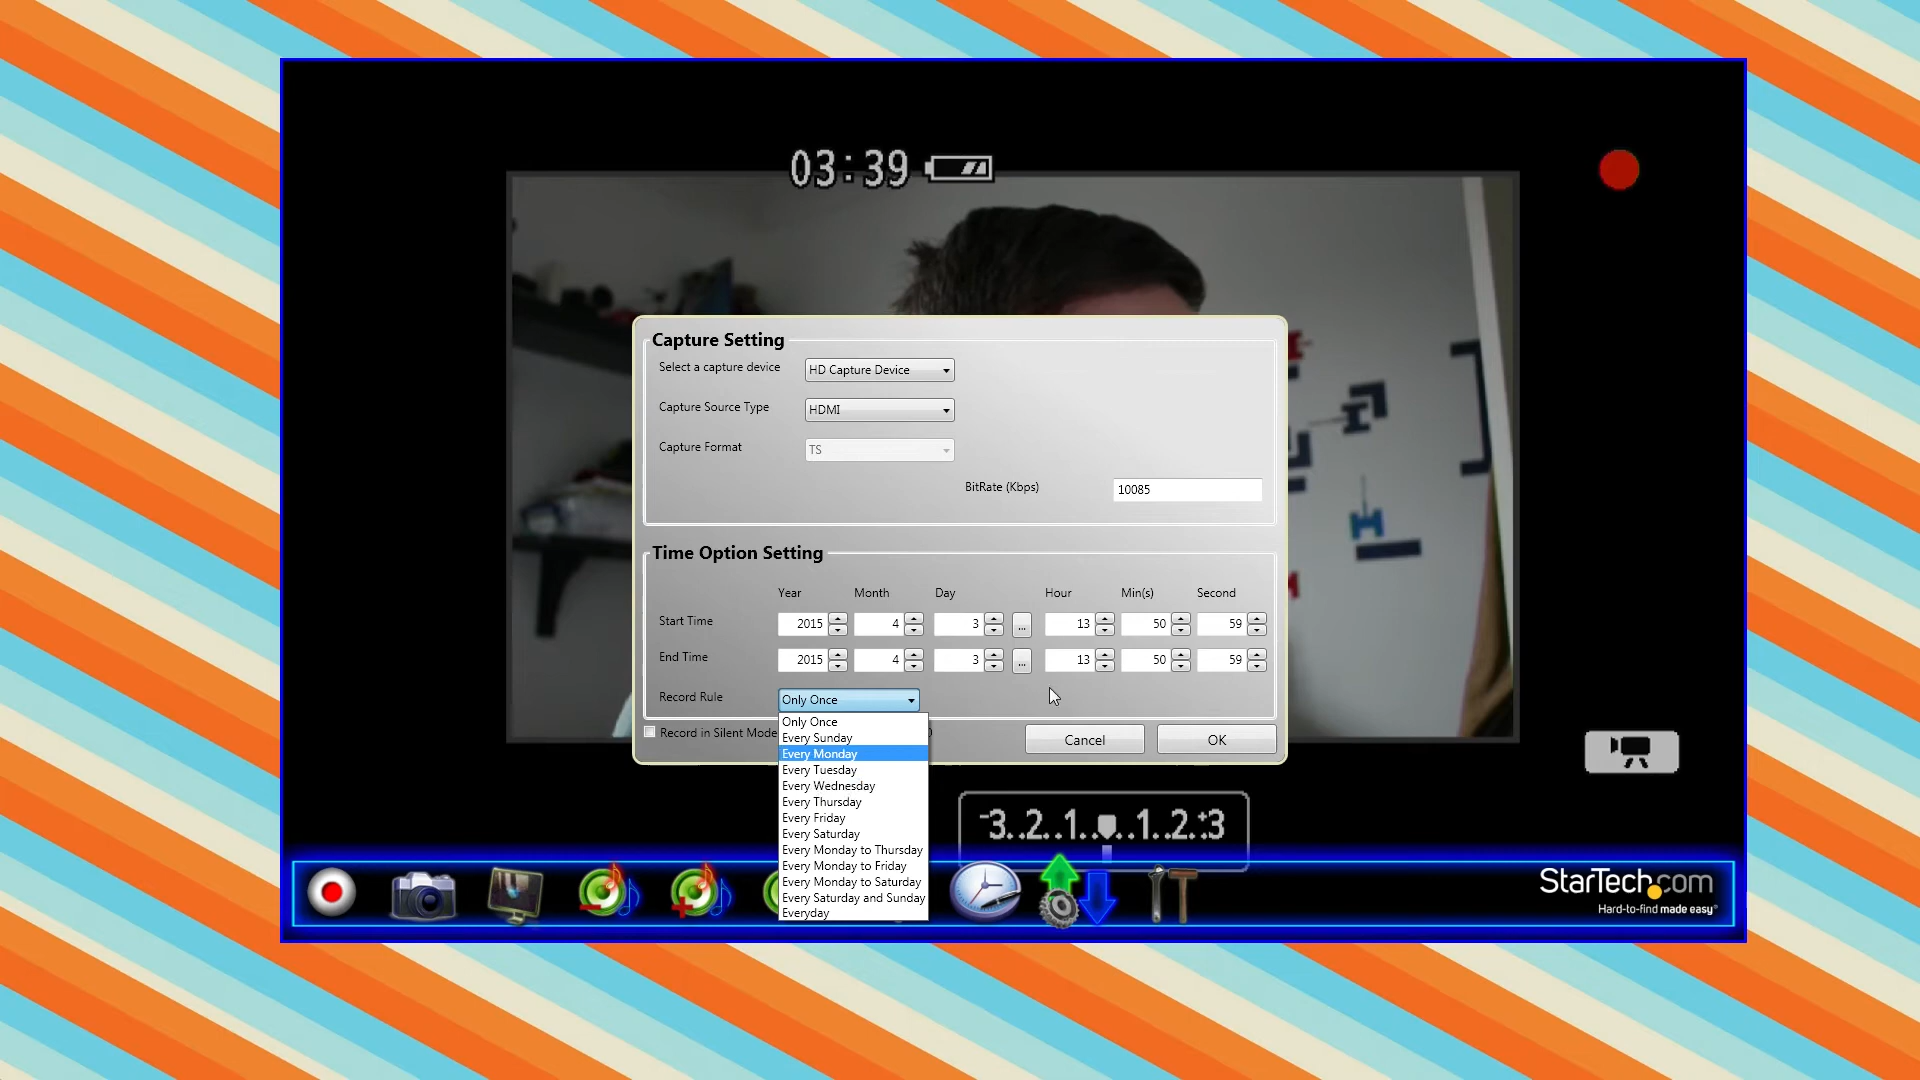 03:39
Capture Setting
Select a capture device
HD Capture Device
Capture Source Type
HDMI
Capture Format
TS
BitRate (Kbps)
10085
Time Option Setting
Year Month Day Hour Min(s) Second
Start Time 2015 4 3 ... 13 50 59
End Time 2015 4 3 ... 13 50 59
Record Rule Only Once
Only Once
Every Sunday
Every Monday
Every Tuesday
Every Wednesday
Every Thursday
Every Friday
Every Saturday
Every Monday to Thursday
Every Monday to Friday
Every Monday to Saturday
Every Saturday and Sunday
Everyday
Record in Silent Mode
Cancel OK
-3..2..1..  ..1..2..+3
StarTech.com
Hard-to-find made easy®